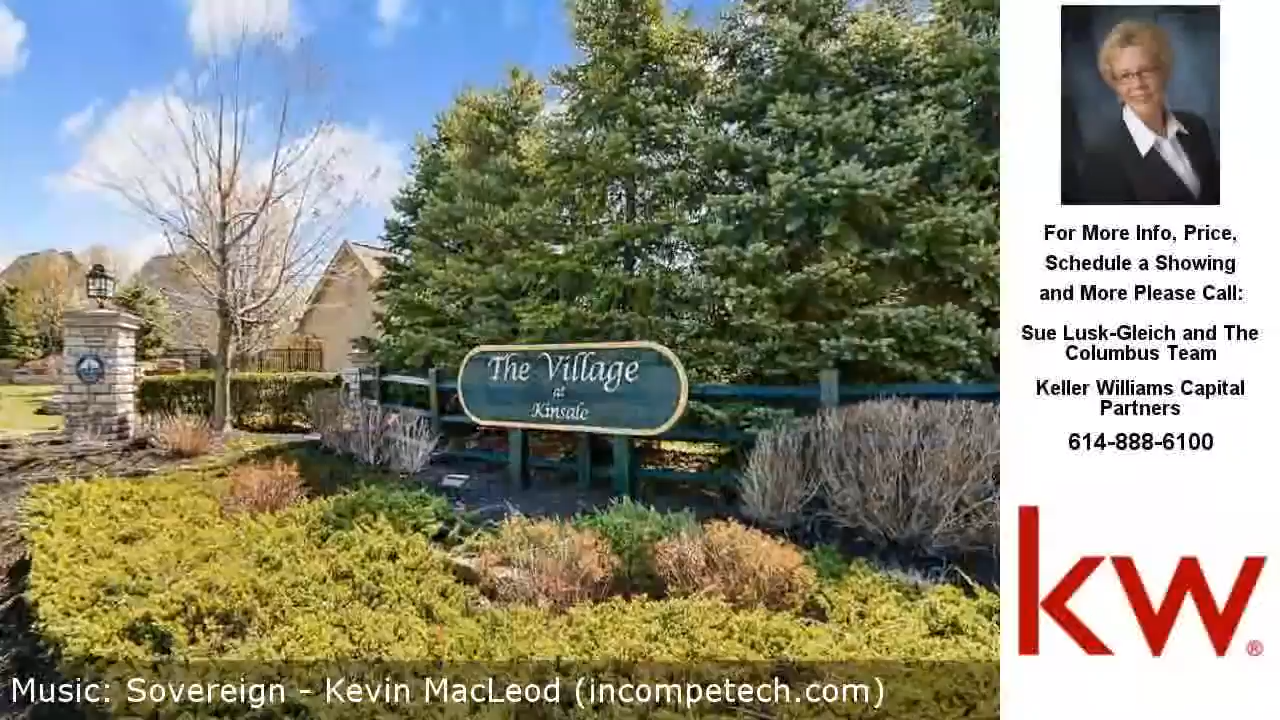 The Village
at
Kinsale
For More Info, Price,
Schedule a Showing
and More Please Call:
Sue Lusk-Gleich and The
Columbus Team
Keller Williams Capital
Partners
614-888-6100
kw®
Music: Sovereign - Kevin MacLeod (incompetech.com)